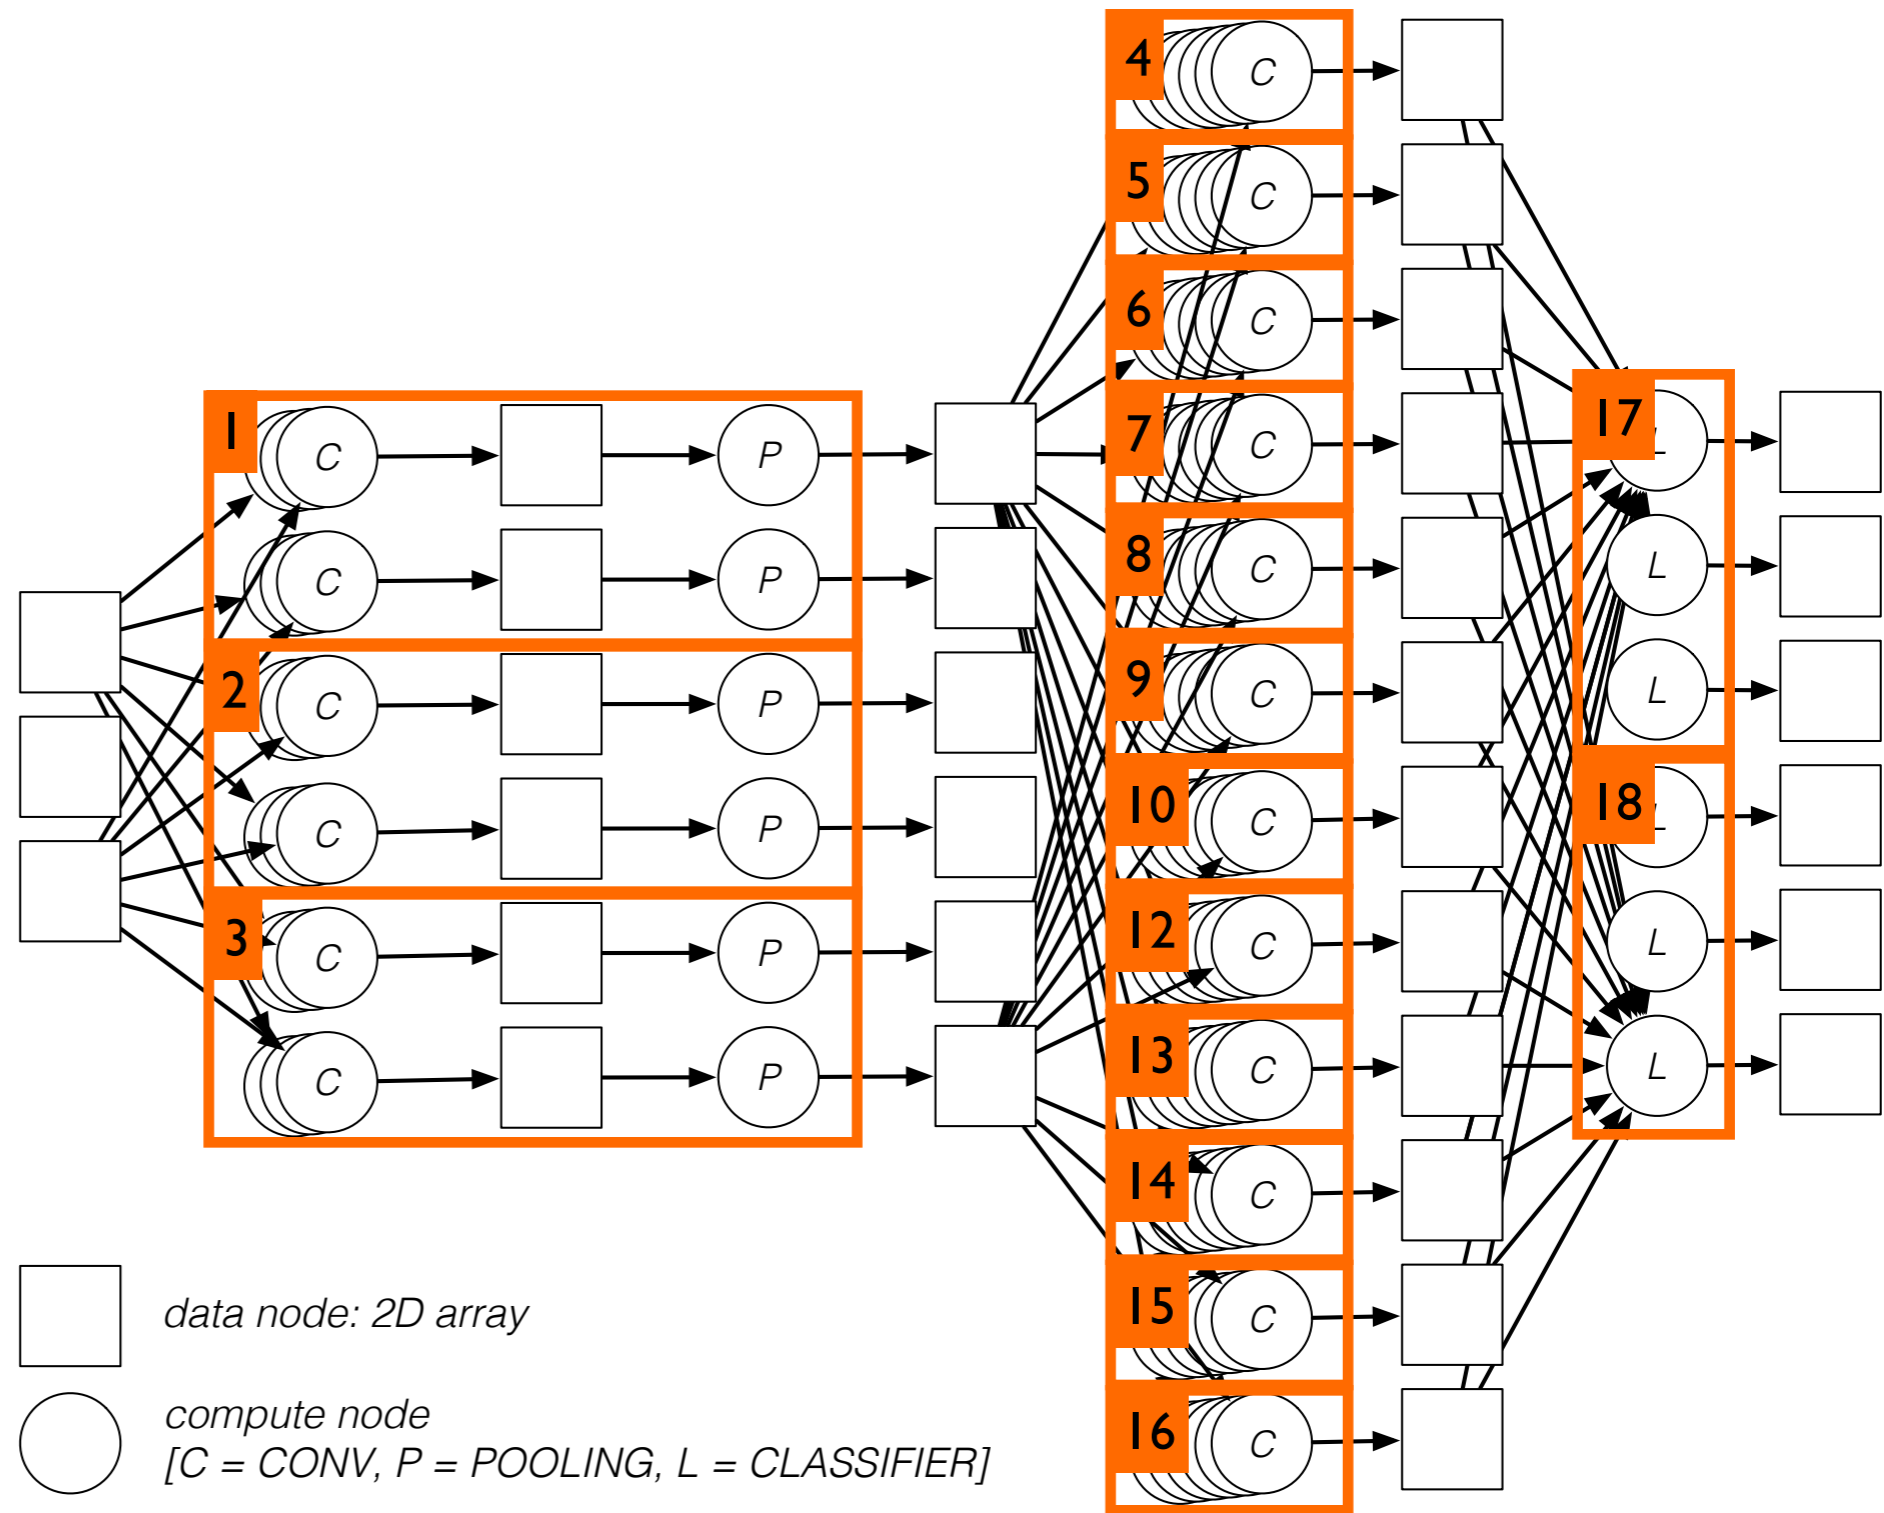 4
C
5
C
6
C
1
C
P
7
C
17
L
C
P
8
C
L
2
C
P
9
C
L
C
P
10
C
18
L
3
C
P
12
C
L
C
P
13
C
L
14
C
15
C
16
C
data node: 2D array
compute node
[C = CONV, P = POOLING, L = CLASSIFIER]